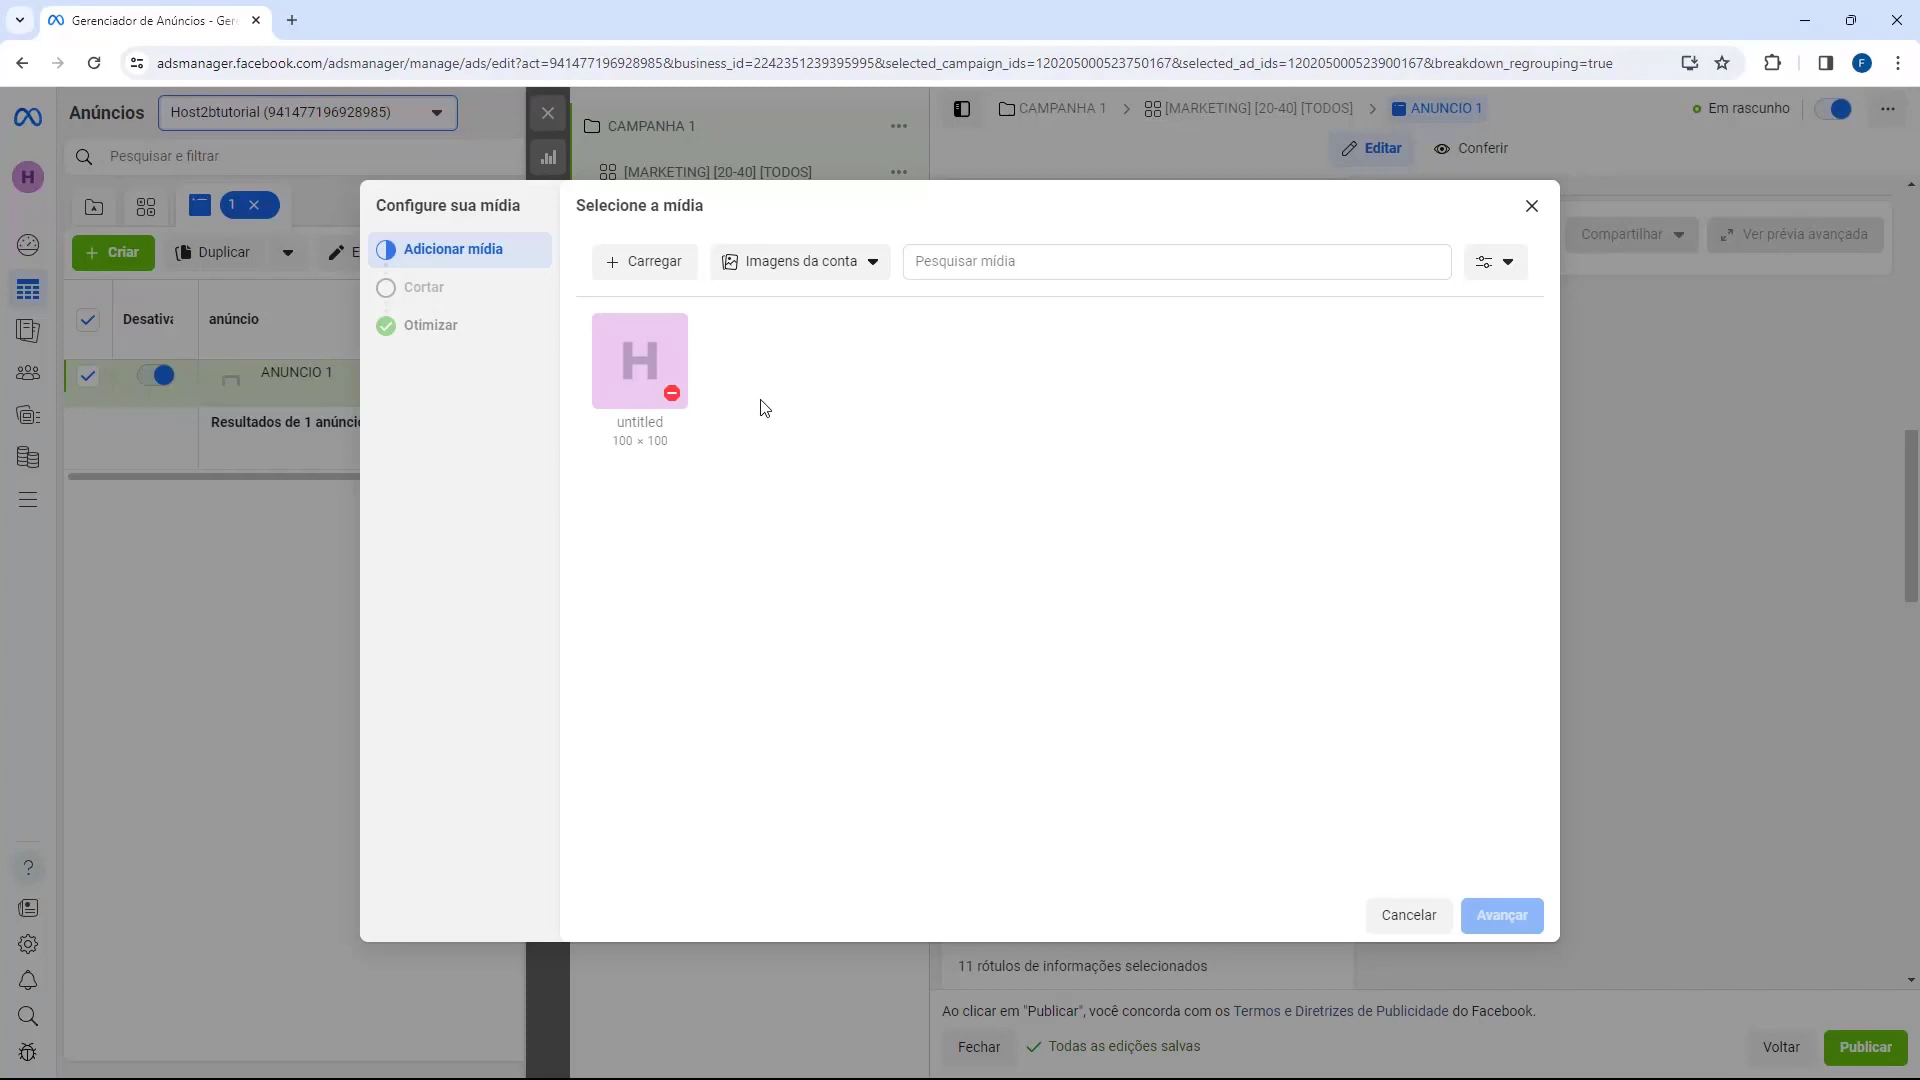 Gerenciador de Anúncios - Ger
adsmanager.facebook.com/adsmanager/manage/ads/edit?act=941477196928985&business_id=2242351239395995&selected_campaign_ids=120205000523750167&selected_ad_ids=120205000523900167&breakdown_regrouping=true
F
Anúncios
Host2btutorial (941477196928985)
CAMPANHA 1
CAMPANHA 1
[MARKETING] [20-40] [TODOS]
ANUNCIO 1
Em rascunho
Pesquisar e filtrar
Editar
Conferir
[MARKETING] [20-40] [TODOS]
H
1
Configure sua mídia
Selecione a mídia
Compartilhar
Ver prévia avançada
Criar
Duplicar
E
Adicionar mídia
Carregar
Imagens da conta
Pesquisar mídia
Cortar
Desativa
anúncio
Otimizar
H
ANUNCIO 1
untitled
100 × 100
Resultados de 1 anúncio
?
Cancelar
Avançar
11 rótulos de informações selecionados
Ao clicar em "Publicar", você concorda com os Termos e Diretrizes de Publicidade do Facebook.
Fechar
Todas as edições salvas
Voltar
Publicar